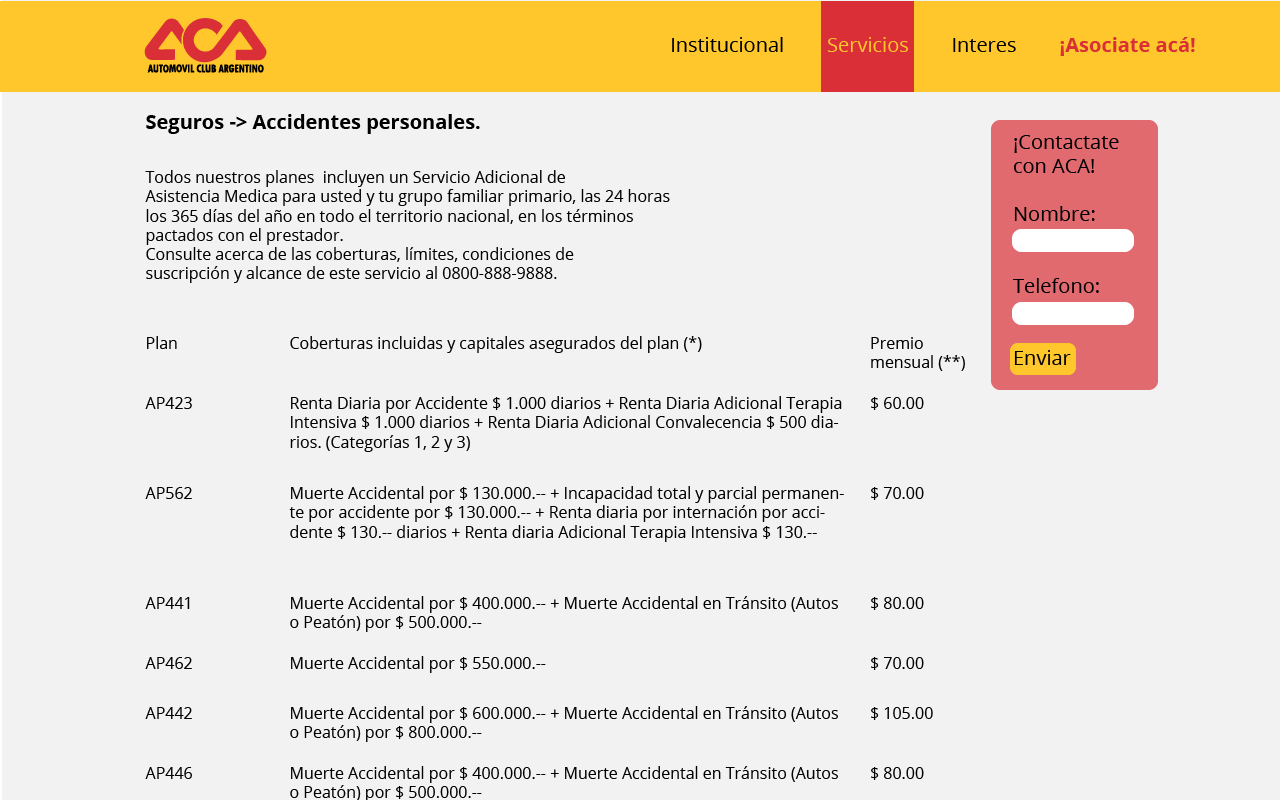 ACA
AUTOMOVIL CLUB ARGENTINO
Institucional
Servicios
Interes
¡Asociate acá!
Seguros -> Accidentes personales.
Todos nuestros planes  incluyen un Servicio Adicional de
Asistencia Medica para usted y tu grupo familiar primario, las 24 horas
los 365 días del año en todo el territorio nacional, en los términos
pactados con el prestador.
Consulte acerca de las coberturas, límites, condiciones de
suscripción y alcance de este servicio al 0800-888-9888.
¡Contactate
con ACA!
Nombre:
Telefono:
Enviar
Plan
Coberturas incluidas y capitales asegurados del plan (*)
Premio
mensual (**)
AP423
Renta Diaria por Accidente $ 1.000 diarios + Renta Diaria Adicional Terapia
Intensiva $ 1.000 diarios + Renta Diaria Adicional Convalecencia $ 500 dia-
rios. (Categorías 1, 2 y 3)
$ 60.00
AP562
Muerte Accidental por $ 130.000.-- + Incapacidad total y parcial permanen-
te por accidente por $ 130.000.-- + Renta diaria por internación por acci-
dente $ 130.-- diarios + Renta diaria Adicional Terapia Intensiva $ 130.--
$ 70.00
AP441
Muerte Accidental por $ 400.000.-- + Muerte Accidental en Tránsito (Autos
o Peatón) por $ 500.000.--
$ 80.00
AP462
Muerte Accidental por $ 550.000.--
$ 70.00
AP442
Muerte Accidental por $ 600.000.-- + Muerte Accidental en Tránsito (Autos
o Peatón) por $ 800.000.--
$ 105.00
AP446
Muerte Accidental por $ 400.000.-- + Muerte Accidental en Tránsito (Autos
o Peatón) por $ 500.000.--
$ 80.00